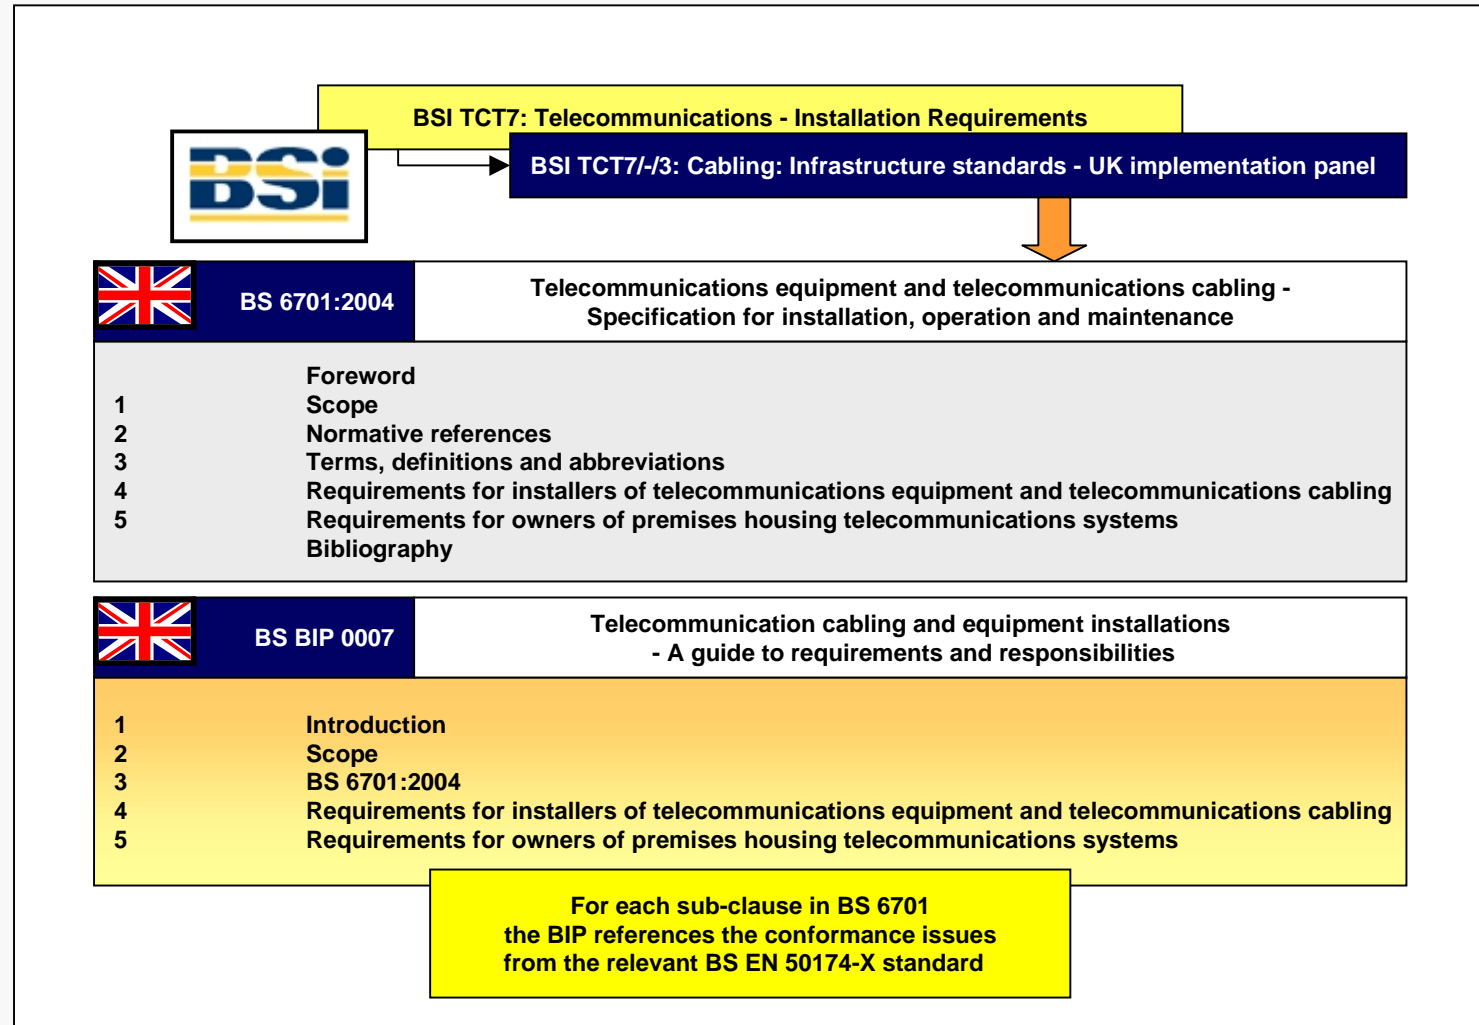 BSI TCT7: Telecommunications - Installation Requirements
BSi
BSI TCT7/-/3: Cabling: Infrastructure standards - UK implementation panel
BS 6701:2004
Telecommunications equipment and telecommunications cabling -
Specification for installation, operation and maintenance
Foreword
1 Scope
2 Normative references
3 Terms, definitions and abbreviations
4 Requirements for installers of telecommunications equipment and telecommunications cabling
5 Requirements for owners of premises housing telecommunications systems
Bibliography
BS BIP 0007
Telecommunication cabling and equipment installations
- A guide to requirements and responsibilities
1 Introduction
2 Scope
3 BS 6701:2004
4 Requirements for installers of telecommunications equipment and telecommunications cabling
5 Requirements for owners of premises housing telecommunications systems
For each sub-clause in BS 6701
the BIP references the conformance issues
from the relevant BS EN 50174-X standard